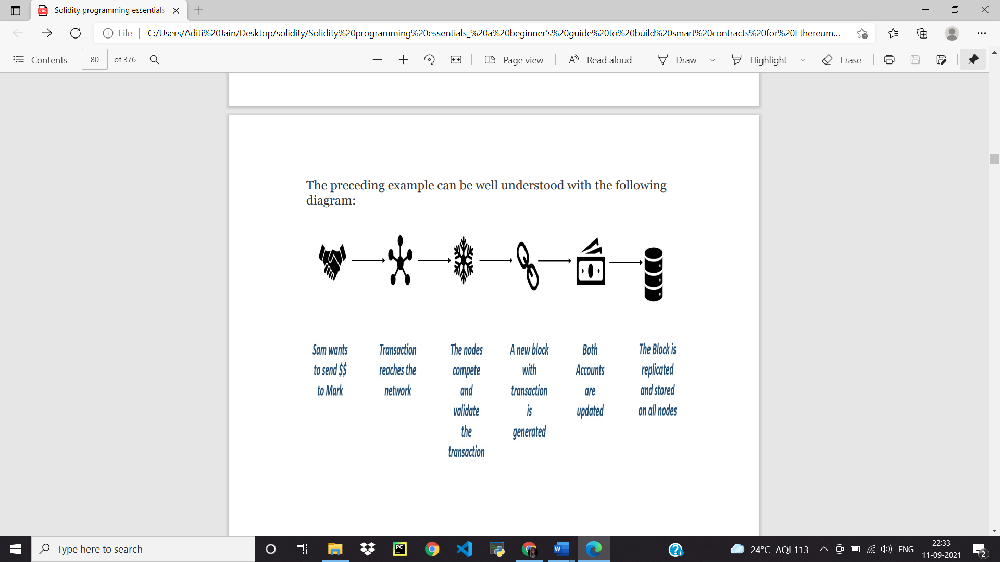 Solidity programming essentials_
File
C:/Users/Aditi%20Jain/Desktop/solidity/Solidity%20programming%20essentials_%20a%20beginner's%20guide%20to%20build%20smart%20contracts%20for%20Ethereum...
Contents
80
of 376
Page view
Read aloud
Draw
Highlight
Erase
The preceding example can be well understood with the following
diagram:
Sam wants
to send $$
to Mark
Transaction
reaches the
network
The nodes
compete
and
validate
the
transaction
A new block
with
transaction
is
generated
Both
Accounts
are
updated
The Block is
replicated
and stored
on all nodes
Type here to search
24°C AQI 113
ENG
22:33
11-09-2021
2